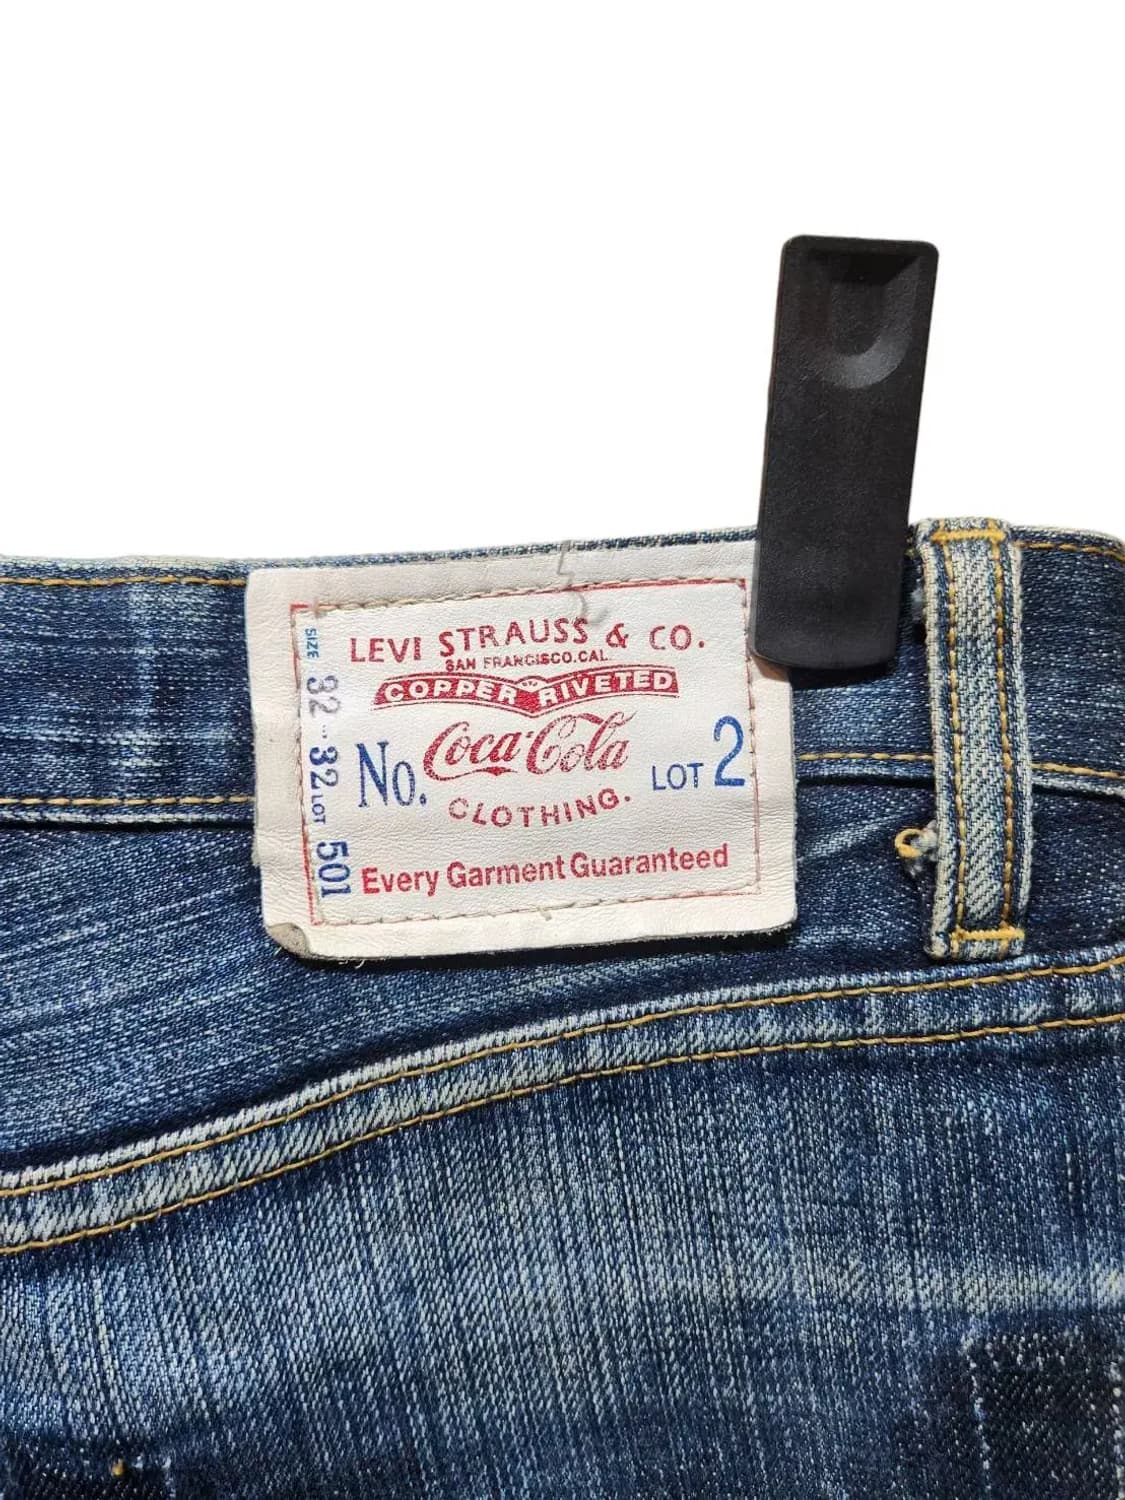 LEVI STRAUSS & CO.
SAN FRANCISCO.CAL.
COPPER RIVETED
No. Coca-Cola LOT 2
CLOTHING.
Every Garment Guaranteed
SIZE 32...32 LOT 501